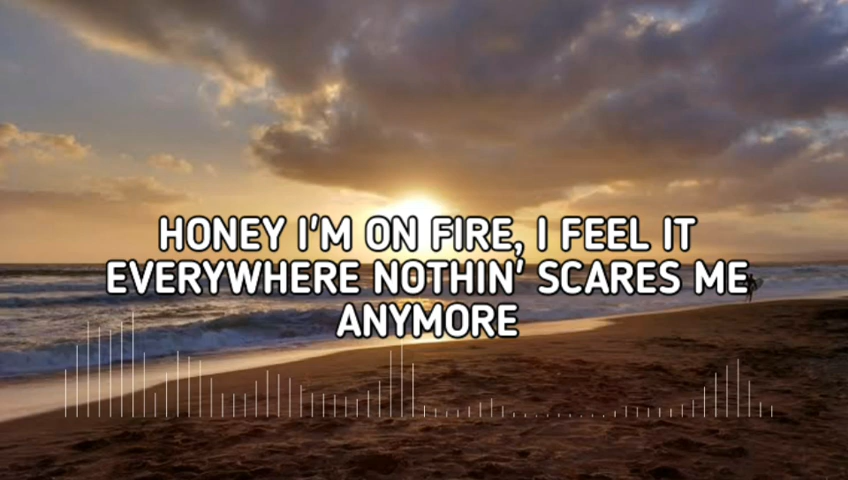 HONEY I'M ON FIRE, I FEEL IT
EVERYWHERE NOTHIN' SCARES ME
ANYMORE